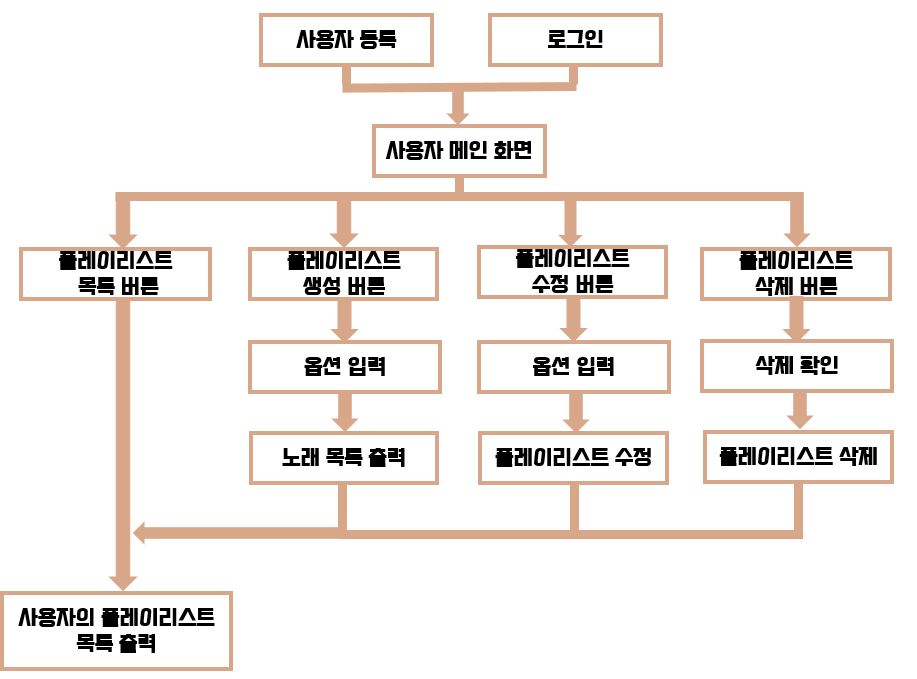 사용자 등록
로그인
사용자 메인 화면
플레이리스트
목록 버튼
플레이리스트
생성 버튼
플레이리스트
수정 버튼
플레이리스트
삭제 버튼
옵션 입력
옵션 입력
삭제 확인
노래 목록 출력
플레이리스트 수정
플레이리스트 삭제
사용자의 플레이리스트
목록 출력